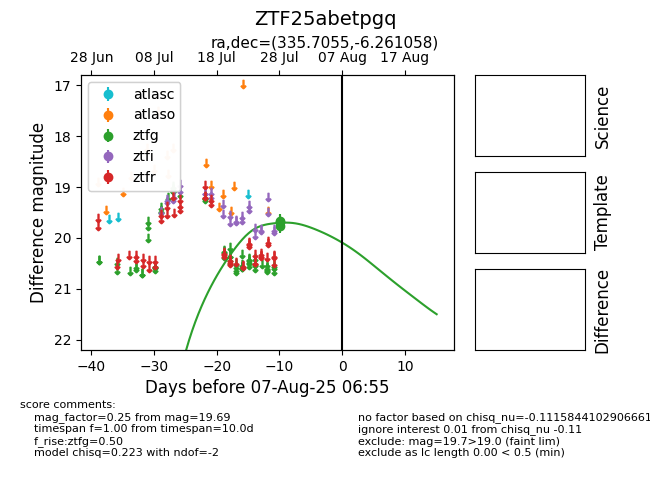 ZTF25abetpgq
ra,dec=(335.7055,-6.261058)
28 Jun 08 Jul 18 Jul 28 Jul 07 Aug 17 Aug
17
18
19
20
21
22
Difference magnitude
atlasc
atlaso
ztfg
ztfi
ztfr
−40 −30 −20 −10 0 10
Days before 07-Aug-25 06:55
Science
Template
Difference
score comments:
mag_factor=0.25 from mag=19.69
timespan f=1.00 from timespan=10.0d
f_rise:ztfg=0.50
model chisq=0.223 with ndof=-2
no factor based on chisq_nu=-0.1115844102906661
ignore interest 0.01 from chisq_nu -0.11
exclude: mag=19.7>19.0 (faint lim)
exclude as lc length 0.00 < 0.5 (min)